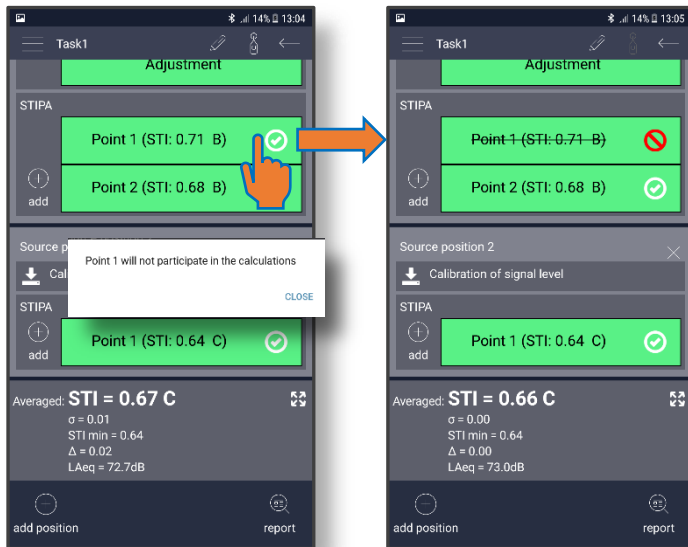 14% 13:04
Task1
Adjustment
STIPA
Point 1 (STI: 0.71 B)
add
Point 2 (STI: 0.68 B)
Source p
Cal
Point 1 will not participate in the calculations
CLOSE
STIPA
add
Point 1 (STI: 0.64 C)
Averaged: STI = 0.67 C
σ = 0.01
STI min = 0.64
Δ = 0.02
LAeq = 72.7dB
add position
report
14% 13:05
Task1
Adjustment
STIPA
Point 1 (STI: 0.71 B)
add
Point 2 (STI: 0.68 B)
Source position 2
Calibration of signal level
STIPA
add
Point 1 (STI: 0.64 C)
Averaged: STI = 0.66 C
σ = 0.00
STI min = 0.64
Δ = 0.00
LAeq = 73.0dB
add position
report